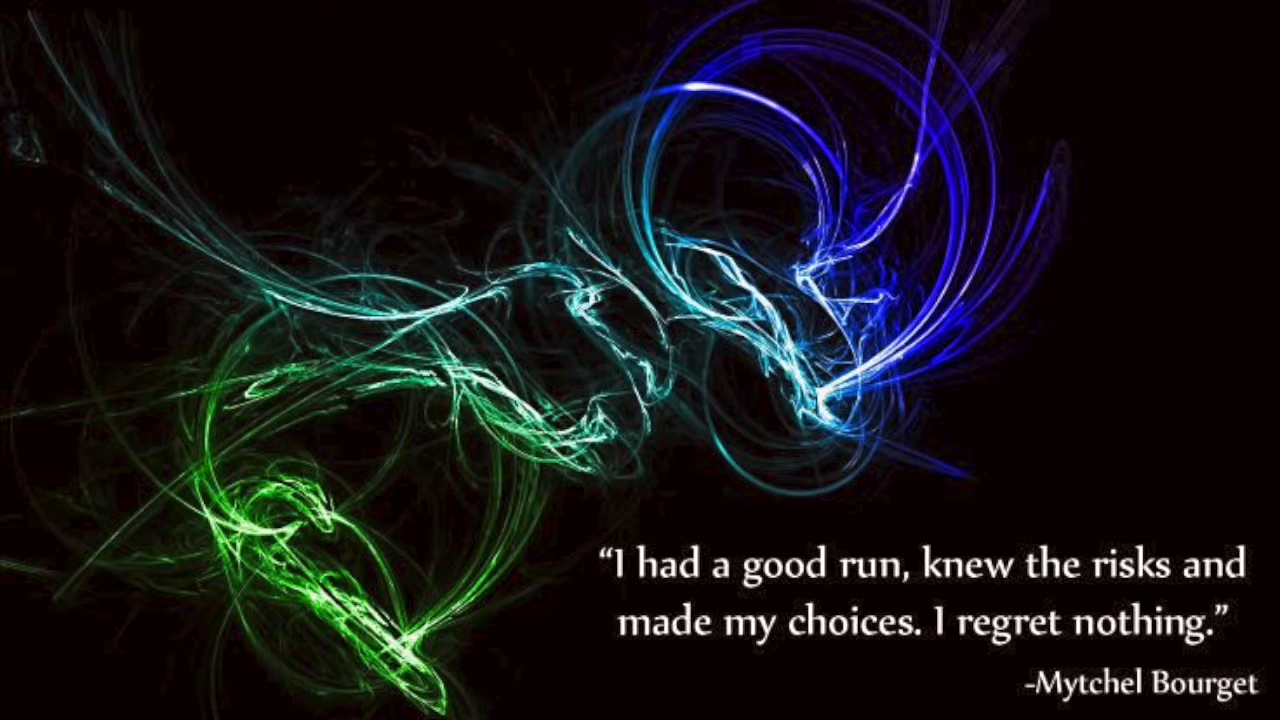 “I had a good run, knew the risks and
made my choices. I regret nothing.”
-Mytchel Bourget